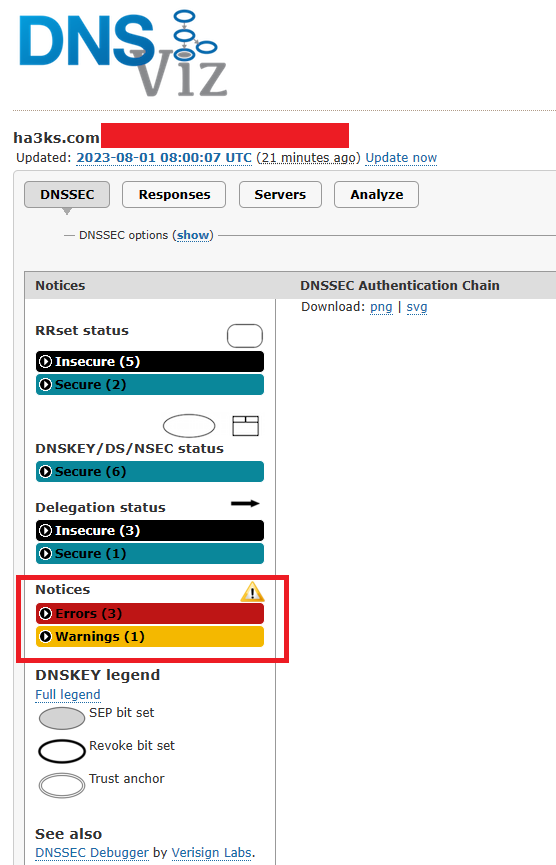 DNS
Viz
ha3ks.com
Updated: 2023-08-01 08:00:07 UTC (21 minutes ago) Update now
DNSSEC Responses Servers Analyze
DNSSEC options (show)
Notices
DNSSEC Authentication Chain
Download: png | svg
RRset status
Insecure (5)
Secure (2)
DNSKEY/DS/NSEC status
Secure (6)
Delegation status
Insecure (3)
Secure (1)
Notices
Errors (3)
Warnings (1)
DNSKEY legend
Full legend
SEP bit set
Revoke bit set
Trust anchor
See also
DNSSEC Debugger by Verisign Labs.